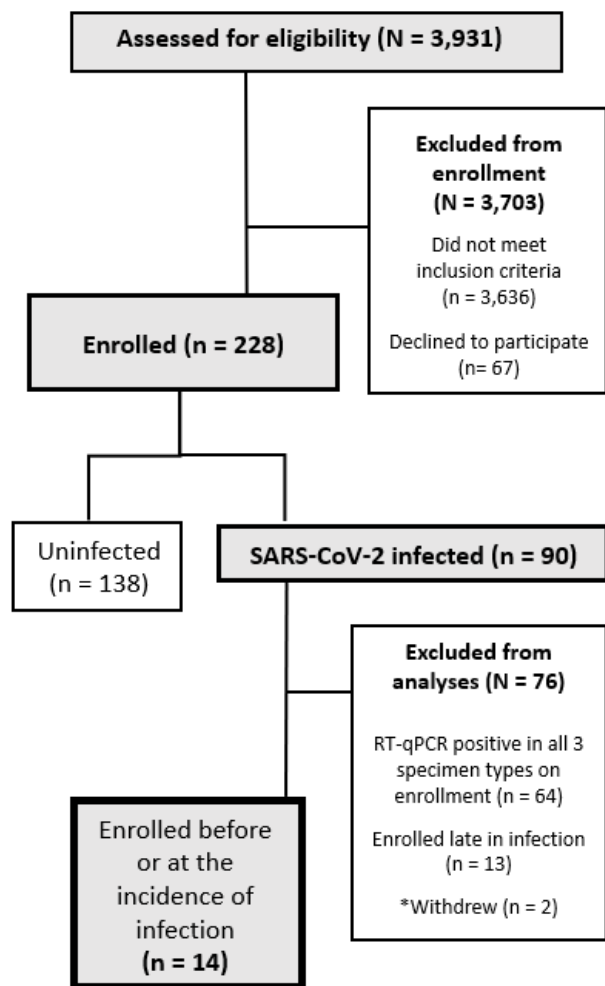 Assessed for eligibility (N = 3,931)
Excluded from
enrollment
(N = 3,703)
Did not meet
inclusion criteria
(n = 3,636)
Declined to participate
(n= 67)
Enrolled (n = 228)
Uninfected
(n = 138)
SARS-CoV-2 infected (n = 90)
Excluded from
analyses (N = 76)
RT-qPCR positive in all 3
specimen types on
enrollment (n = 64)
Enrolled late in infection
(n = 13)
*Withdrew (n = 2)
Enrolled before
or at the
incidence of
infection
(n = 14)